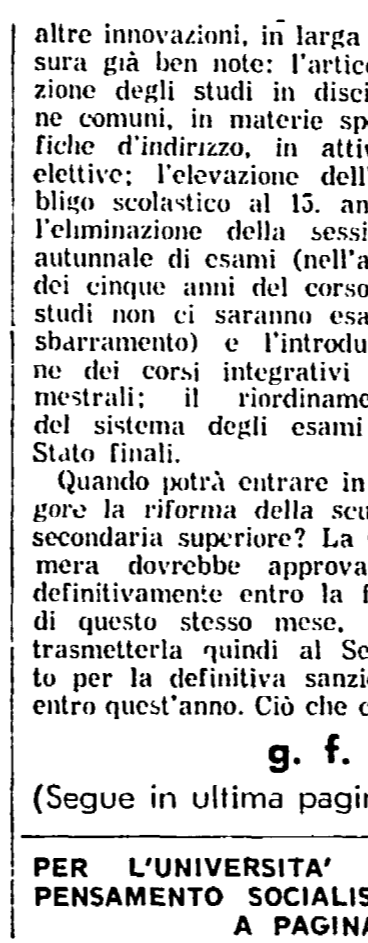 altre innovazioni, in larga
sura già ben note: l'artico
zione degli studi in disci
ne comuni, in materie sp
fiche d'indirizzo, in atti
elettive; l'elevazione dell'
bligo scolastico al 15. an
l'eliminazione della sessi
autunnale di esami (nell'a
dei cinque anni del corso
studi non ci saranno esa
sbarramento) e l'introdu
ne dei corsi integrativi
mestrali; il riordiname
del sistema degli esami
Stato finali.
Quando potrà entrare in
gore la riforma della scu
secondaria superiore? La
mera dovrebbe approva
definitivamente entro la f
di questo stesso mese,
trasmetterla quindi al Se
to per la definitiva sanzi
entro quest'anno. Ciò che c
g. f.
(Segue in ultima pagin
PER L'UNIVERSITA'
PENSAMENTO SOCIALIS
A PAGINA